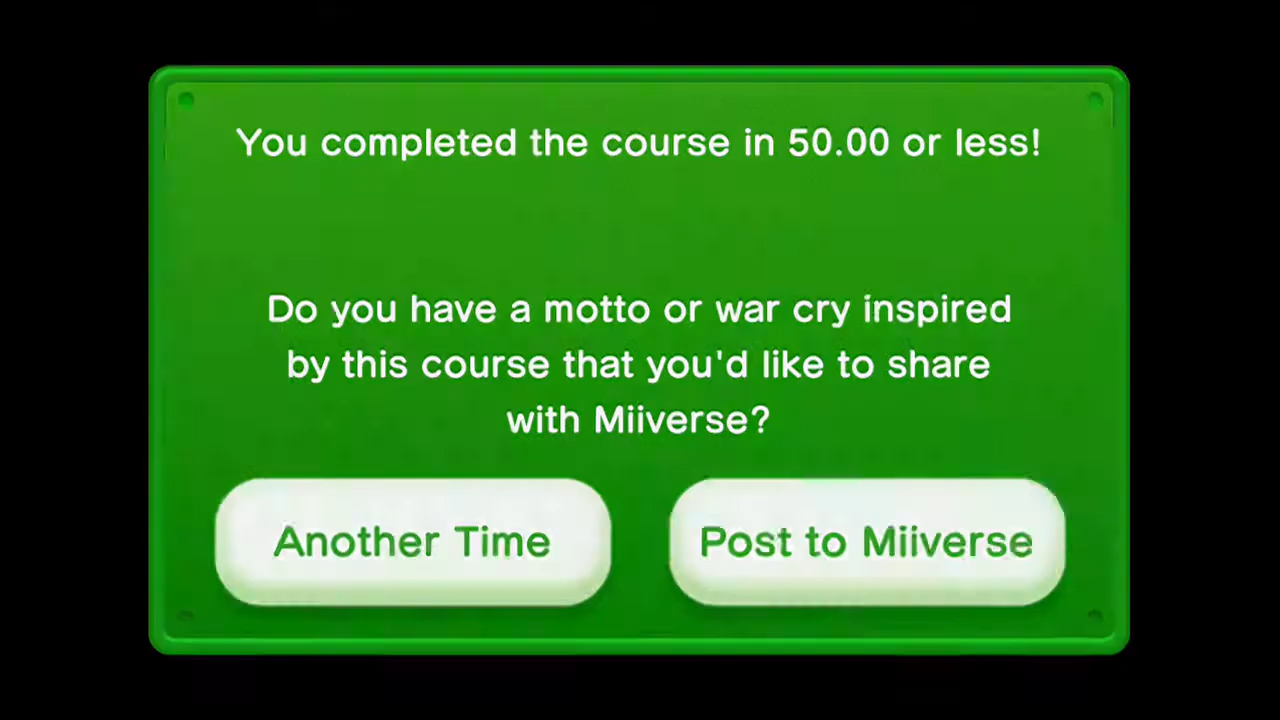 You completed the course in 50.00 or less!
Do you have a motto or war cry inspired
by this course that you'd like to share
with Miiverse?
Another Time
Post to Miiverse